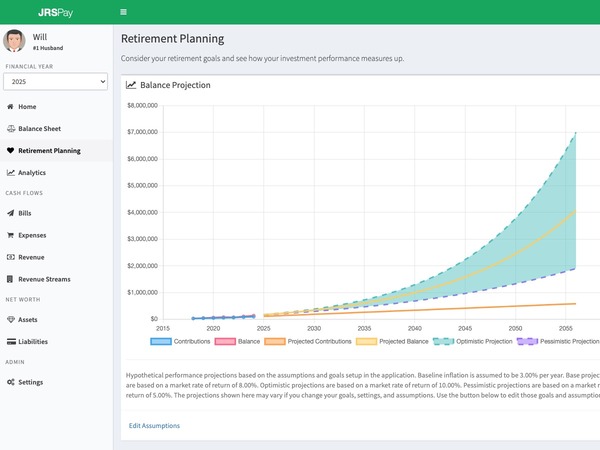 JRSPay
Will
#1 Husband
FINANCIAL YEAR
2025
Home
Balance Sheet
Retirement Planning
Analytics
CASH FLOWS
Bills
Expenses
Revenue
Revenue Streams
NET WORTH
Assets
Liabilities
ADMIN
Settings
Retirement Planning
Consider your retirement goals and see how your investment performance measures up.
Balance Projection
$8,000,000
$7,000,000
$6,000,000
$5,000,000
$4,000,000
$3,000,000
$2,000,000
$1,000,000
$0
2015 2020 2025 2030 2035 2040 2045 2050 2055
Contributions Balance Projected Contributions Projected Balance Optimistic Projection Pessimistic Projection
Hypothetical performance projections based on the assumptions and goals setup in the application. Baseline inflation is assumed to be 3.00% per year. Base projec
are based on a market rate of return of 8.00%. Optimistic projections are based on a market rate of return of 10.00%. Pessimistic projections are based on a market r
return of 5.00%. The projections shown here may vary if you change your goals, settings, and assumptions. Use the button below to edit those goals and assumption
Edit Assumptions